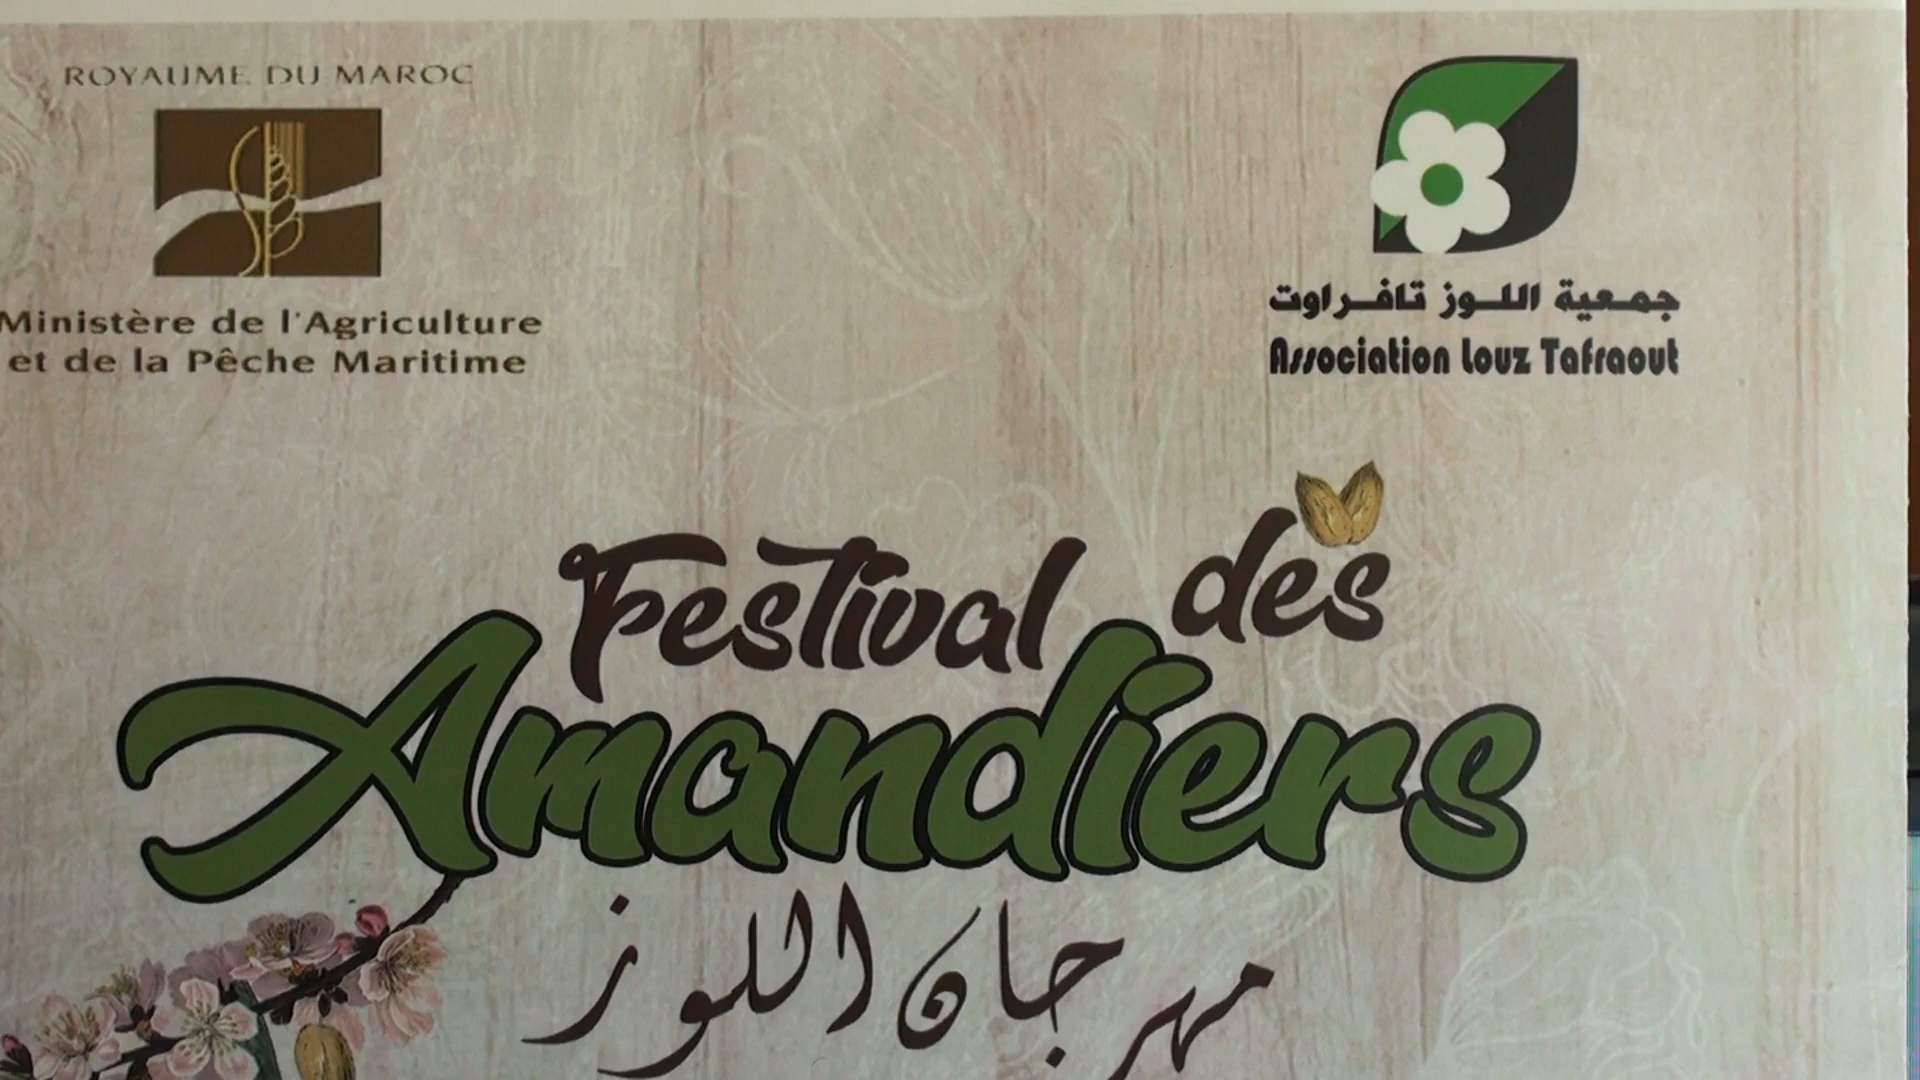 ROYAUME DU MAROC
Ministère de l'Agriculture
et de la Pêche Maritime
جمعية اللوز تافراوت
Association Louz Tafraout
Festival des
Amandiers
مهرجان اللوز